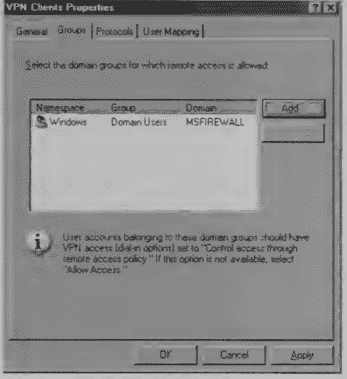 VPN Clients Properties
General Groups Protocols User Mapping
Select the domain groups for which remote access is allowed
Namespace Group Domain
Windows Domain Users MSFIREWALL
Add
User accounts belonging to these domain groups should have
VPN access (dial-in options) set to "Control access through
remote access policy." If this option is not available, select
"Allow Access."
OK Cancel Apply